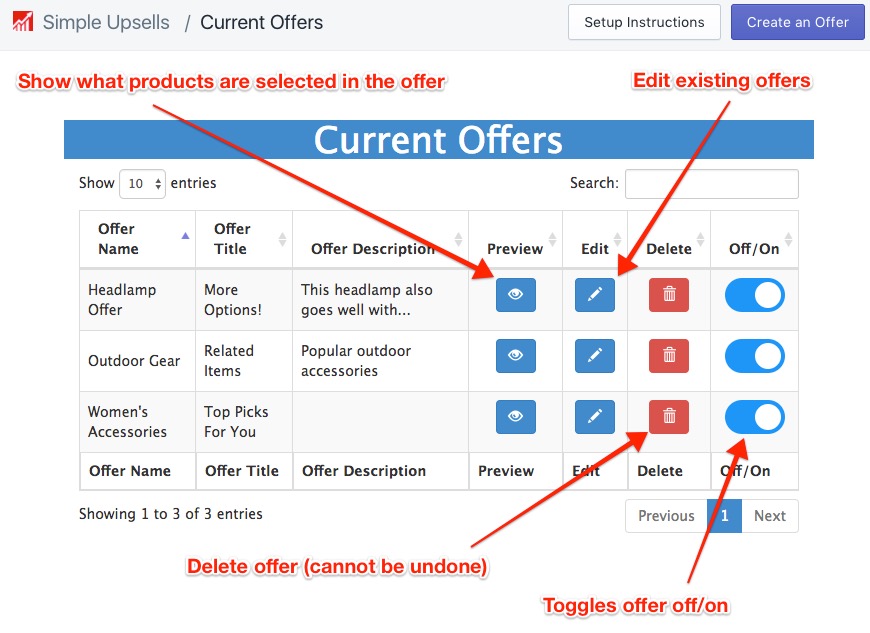 Simple Upsells / Current Offers
Setup Instructions
Create an Offer
Show what products are selected in the offer
Edit existing offers
Current Offers
Show 10 entries
Search:
Offer
Name
Offer
Title
Offer Description
Preview
Edit
Delete
Off/On
Headlamp
Offer
More
Options!
This headlamp also
goes well with...
Outdoor Gear
Related
Items
Popular outdoor
accessories
Women's
Accessories
Top Picks
For You
Offer Name
Offer Title
Offer Description
Preview
Edit
Delete
Off/On
Showing 1 to 3 of 3 entries
Previous
1
Next
Delete offer (cannot be undone)
Toggles offer off/on